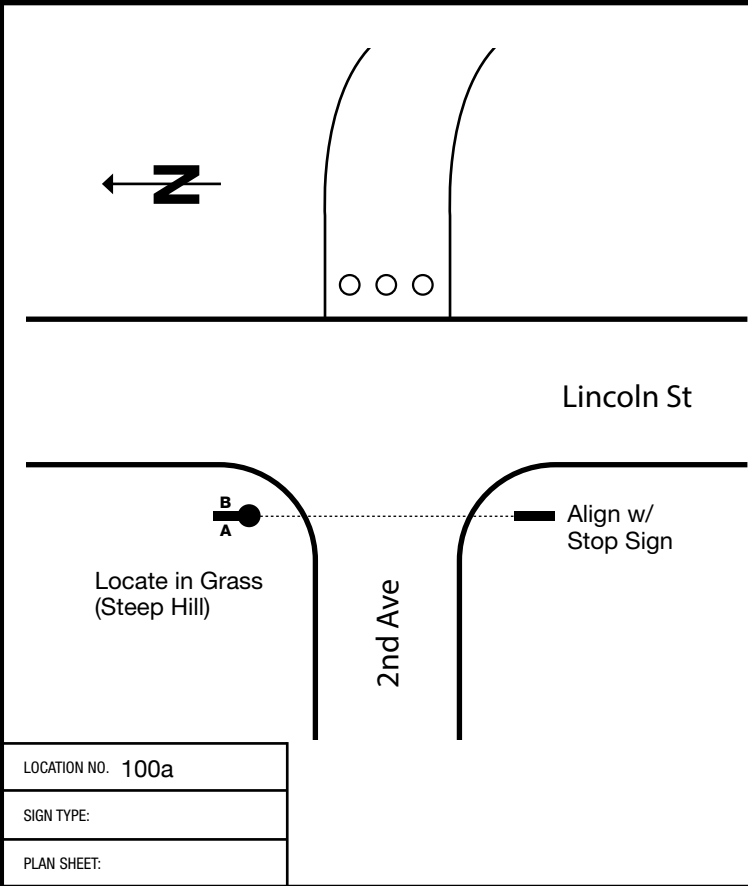 N
Lincoln St
B
A
Align w/
Stop Sign
Locate in Grass
(Steep Hill)
2nd Ave
LOCATION NO. 100a
SIGN TYPE:
PLAN SHEET: